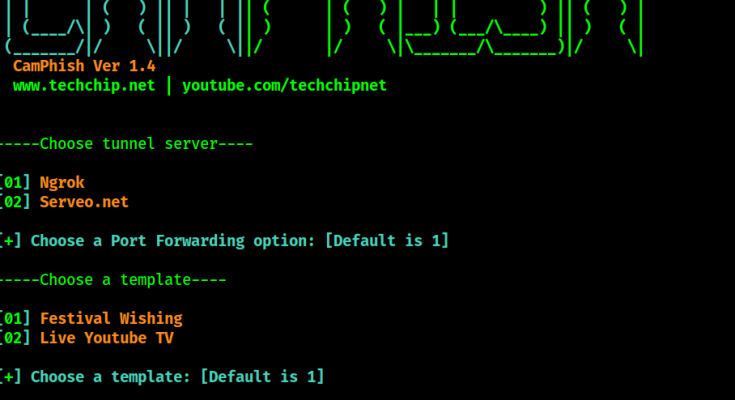 CamPhish Ver 1.4
www.techchip.net | youtube.com/techchipnet
-----Choose tunnel server----
[01] Ngrok
[02] Serveo.net
[+] Choose a Port Forwarding option: [Default is 1]
-----Choose a template----
[01] Festival Wishing
[02] Live Youtube TV
[+] Choose a template: [Default is 1]